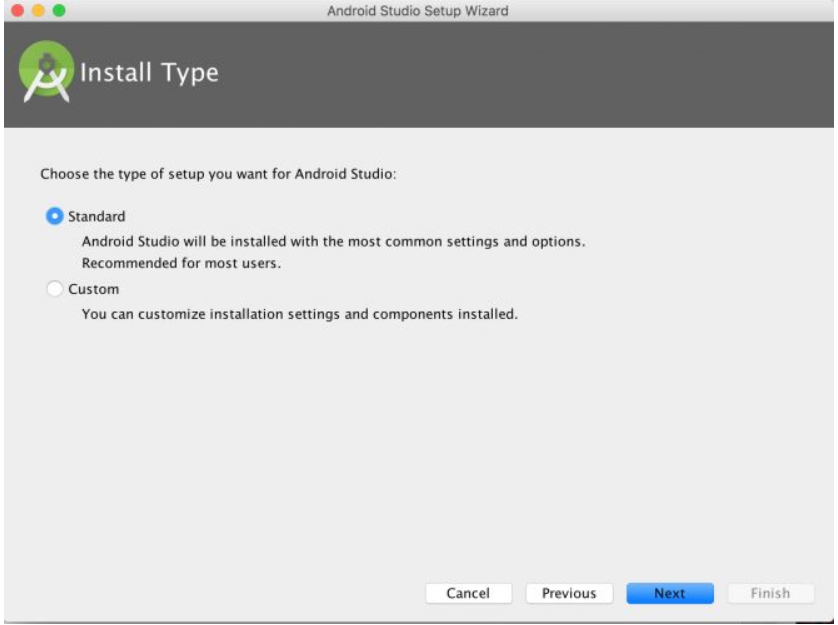 Android Studio Setup Wizard
Install Type
Choose the type of setup you want for Android Studio:
Standard
Android Studio will be installed with the most common settings and options.
Recommended for most users.
Custom
You can customize installation settings and components installed.
Cancel Previous Next Finish